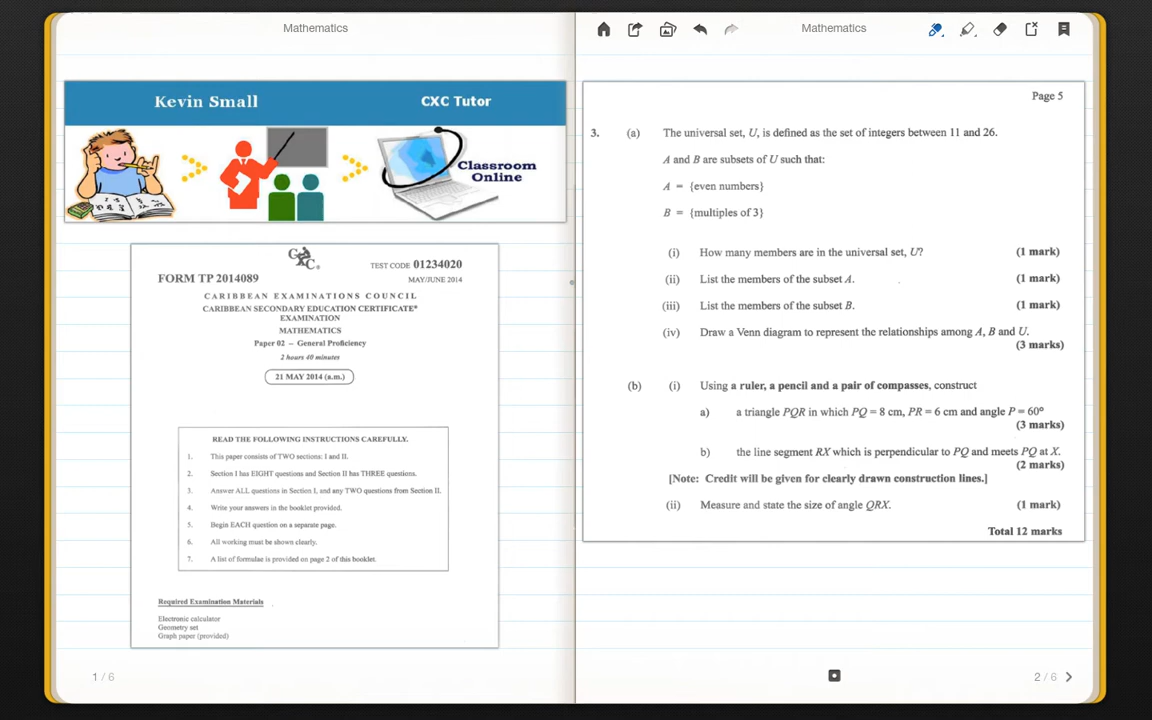 Mathematics
Mathematics
Kevin Small
CXC Tutor
Classroom
Online
CXC
FORM TP 2014089
TEST CODE 01234020
MAY/JUNE 2014
CARIBBEAN EXAMINATIONS COUNCIL
CARIBBEAN SECONDARY EDUCATION CERTIFICATE®
EXAMINATION
MATHEMATICS
Paper 02 – General Proficiency
2 hours 40 minutes
21 MAY 2014 (a.m.)
READ THE FOLLOWING INSTRUCTIONS CAREFULLY.
1. This paper consists of TWO sections: I and II.
2. Section I has EIGHT questions and Section II has THREE questions.
3. Answer ALL questions in Section I, and any TWO questions from Section II.
4. Write your answers in the booklet provided.
5. Begin EACH question on a separate page.
6. All working must be shown clearly.
7. A list of formulae is provided on page 2 of this booklet.
Required Examination Materials
Electronic calculator
Geometry set
Graph paper (provided)
1 / 6
Page 5
3. (a) The universal set, U, is defined as the set of integers between 11 and 26.
A and B are subsets of U such that:
A = {even numbers}
B = {multiples of 3}
(i) How many members are in the universal set, U? (1 mark)
(ii) List the members of the subset A. (1 mark)
(iii) List the members of the subset B. (1 mark)
(iv) Draw a Venn diagram to represent the relationships among A, B and U.
(3 marks)
(b) (i) Using a ruler, a pencil and a pair of compasses, construct
a) a triangle PQR in which PQ = 8 cm, PR = 6 cm and angle P = 60°
(3 marks)
b) the line segment RX which is perpendicular to PQ and meets PQ at X.
(2 marks)
[Note: Credit will be given for clearly drawn construction lines.]
(ii) Measure and state the size of angle QRX. (1 mark)
Total 12 marks
2 / 6